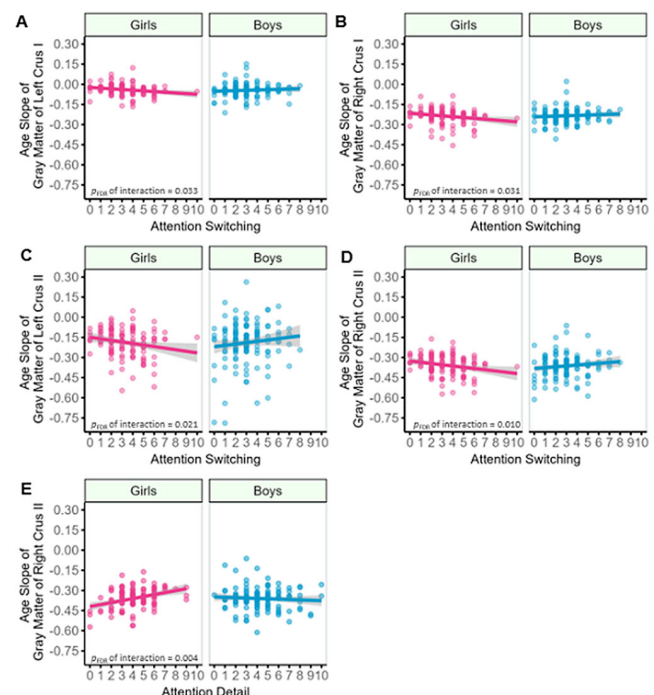 A
Girls
Boys
Age Slope of
Gray Matter of Left Crus I
0.30
0.15
0.00
-0.15
-0.30
-0.45
-0.60
-0.75
pFDR of interaction = 0.033
0 1 2 3 4 5 6 7 8 9 10
0 1 2 3 4 5 6 7 8 9 10
Attention Switching
B
Girls
Boys
Age Slope of
Gray Matter of Right Crus I
0.30
0.15
0.00
-0.15
-0.30
-0.45
-0.60
-0.75
pFDR of interaction = 0.031
0 1 2 3 4 5 6 7 8 9 10
0 1 2 3 4 5 6 7 8 9 10
Attention Switching
C
Girls
Boys
Age Slope of
Gray Matter of Left Crus II
0.30
0.15
0.00
-0.15
-0.30
-0.45
-0.60
-0.75
pFDR of interaction = 0.021
0 1 2 3 4 5 6 7 8 9 10
0 1 2 3 4 5 6 7 8 9 10
Attention Switching
D
Girls
Boys
Age Slope of
Gray Matter of Right Crus II
0.30
0.15
0.00
-0.15
-0.30
-0.45
-0.60
-0.75
pFDR of interaction = 0.010
0 1 2 3 4 5 6 7 8 9 10
0 1 2 3 4 5 6 7 8 9 10
Attention Switching
E
Girls
Boys
Age Slope of
Gray Matter of Right Crus II
0.30
0.15
0.00
-0.15
-0.30
-0.45
-0.60
-0.75
pFDR of interaction = 0.004
0 1 2 3 4 5 6 7 8 9 10
0 1 2 3 4 5 6 7 8 9 10
Attention Detail